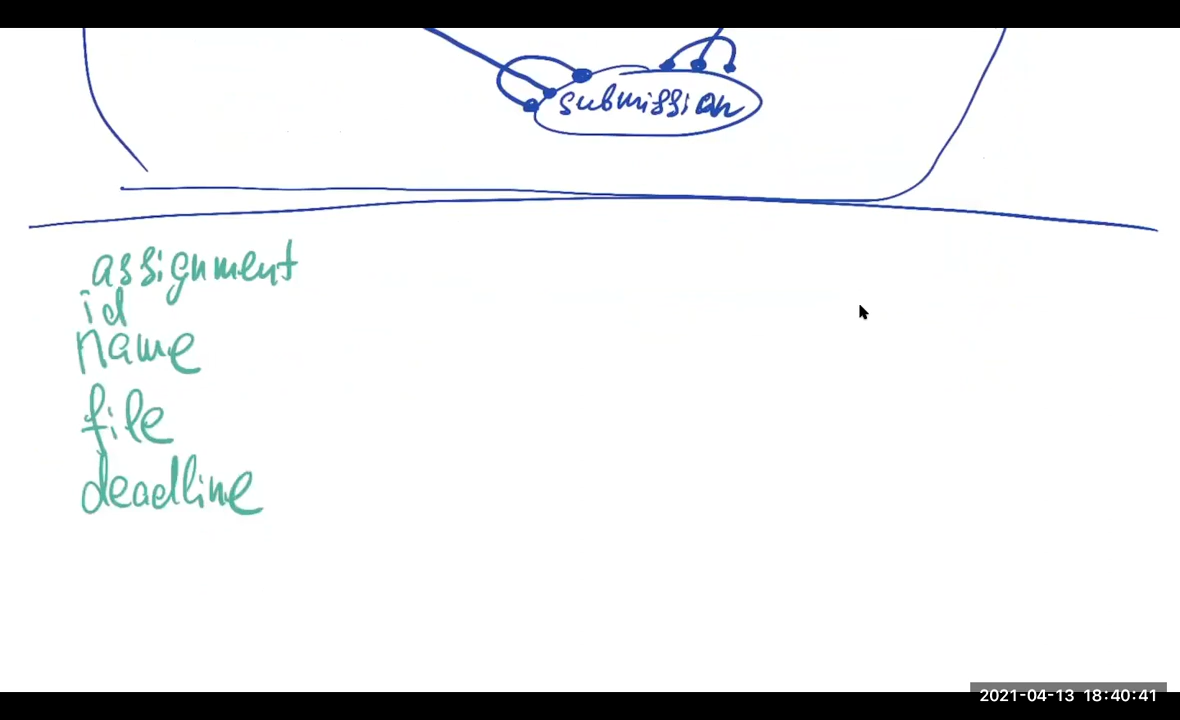 submission
assignment
id
name
file
deadline
2021-04-13 18:40:41